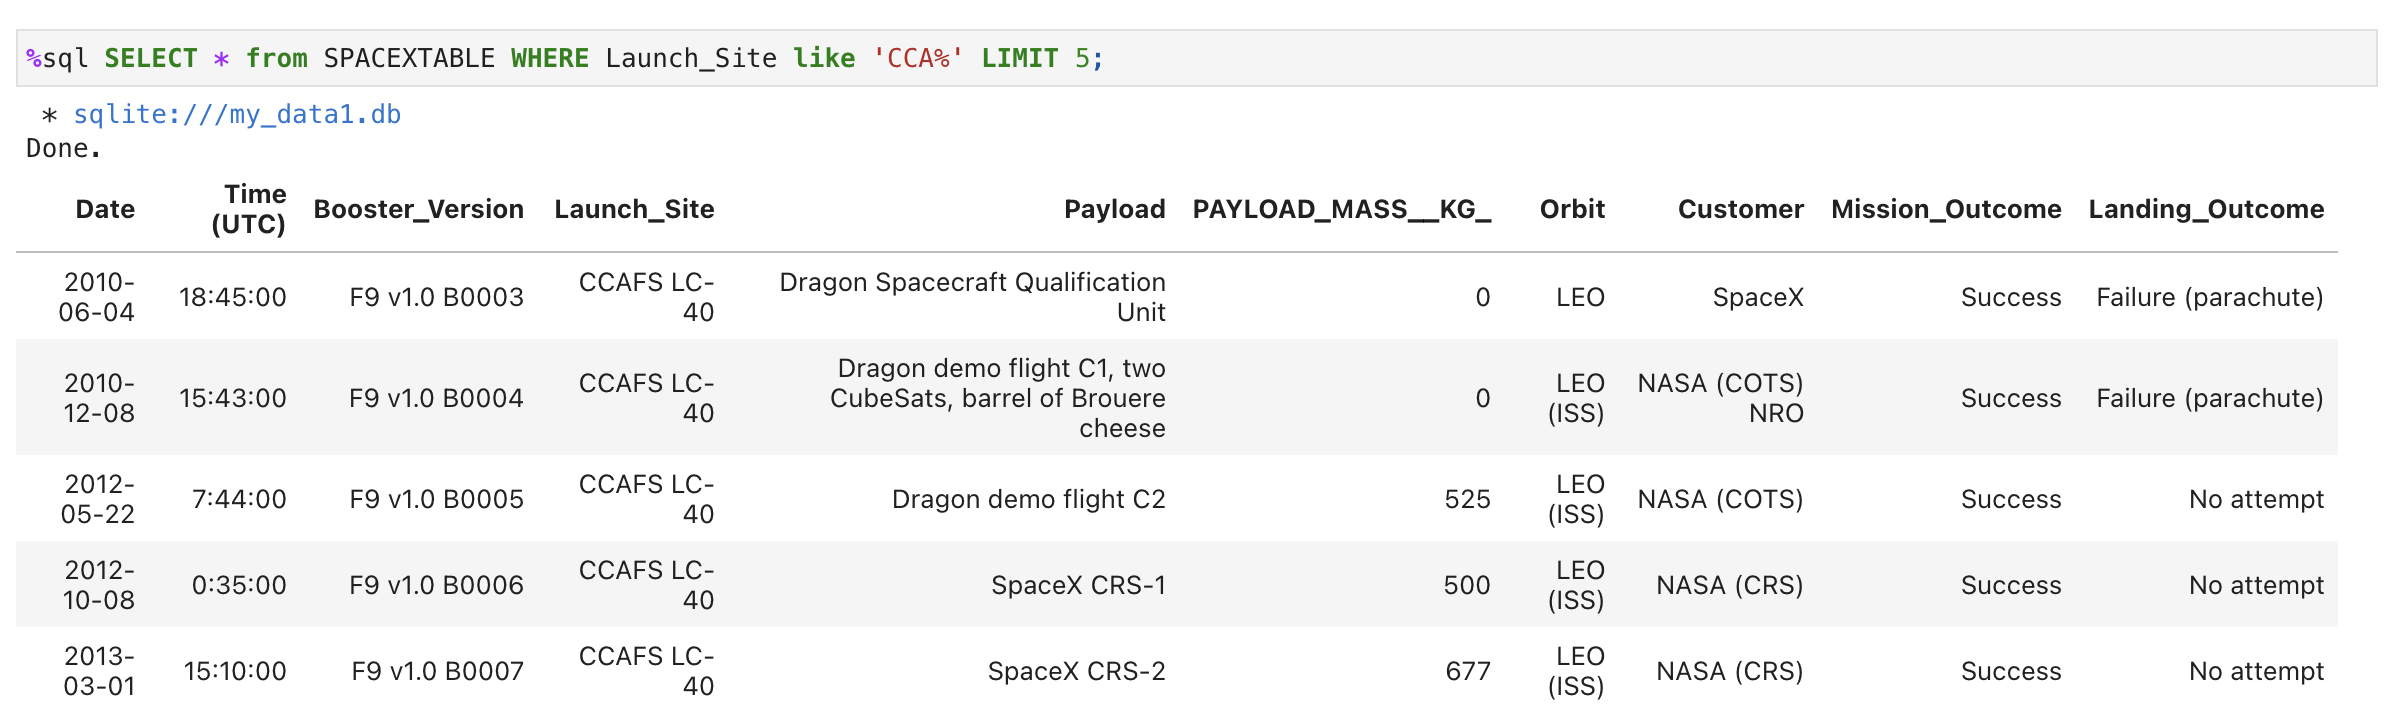 %sql SELECT * from SPACEXTABLE WHERE Launch_Site like 'CCA%' LIMIT 5;
* sqlite:///my_data1.db
Done.
Date Time (UTC) Booster_Version Launch_Site Payload PAYLOAD_MASS__KG_ Orbit Customer Mission_Outcome Landing_Outcome
2010-06-04 18:45:00 F9 v1.0 B0003 CCAFS LC-40 Dragon Spacecraft Qualification Unit 0 LEO SpaceX Success Failure (parachute)
2010-12-08 15:43:00 F9 v1.0 B0004 CCAFS LC-40 Dragon demo flight C1, two CubeSats, barrel of Brouere cheese 0 LEO (ISS) NASA (COTS) NRO Success Failure (parachute)
2012-05-22 7:44:00 F9 v1.0 B0005 CCAFS LC-40 Dragon demo flight C2 525 LEO (ISS) NASA (COTS) Success No attempt
2012-10-08 0:35:00 F9 v1.0 B0006 CCAFS LC-40 SpaceX CRS-1 500 LEO (ISS) NASA (CRS) Success No attempt
2013-03-01 15:10:00 F9 v1.0 B0007 CCAFS LC-40 SpaceX CRS-2 677 LEO (ISS) NASA (CRS) Success No attempt